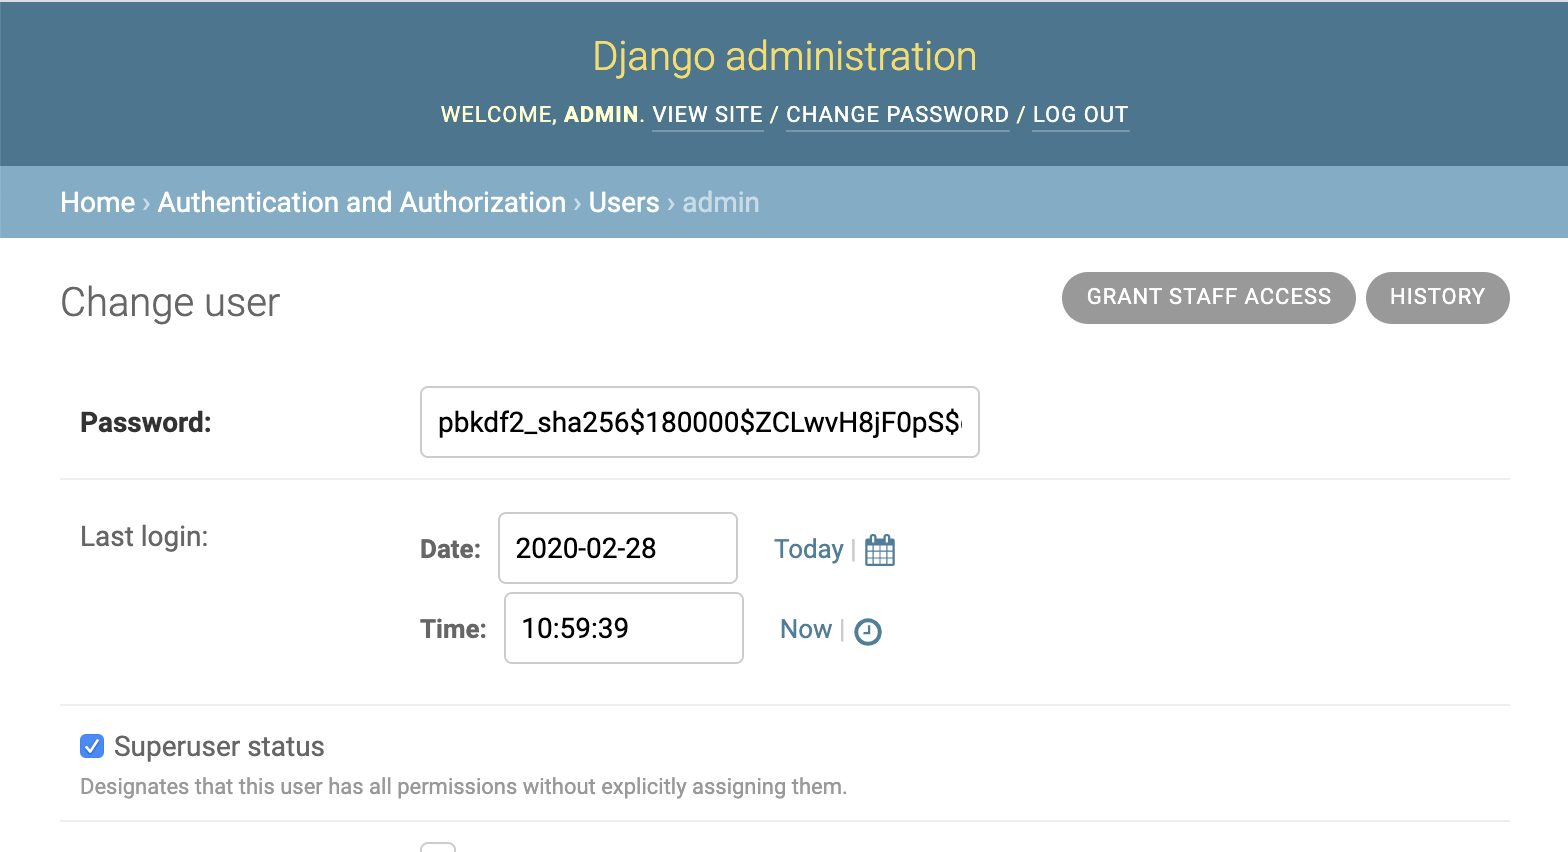 Django administration
WELCOME, ADMIN. VIEW SITE / CHANGE PASSWORD / LOG OUT
Home › Authentication and Authorization › Users › admin
Change user
GRANT STAFF ACCESS
HISTORY
Password:
pbkdf2_sha256$180000$ZCLwvH8jF0pS$
Last login:
Date: 2020-02-28 Today |
Time: 10:59:39 Now |
Superuser status
Designates that this user has all permissions without explicitly assigning them.